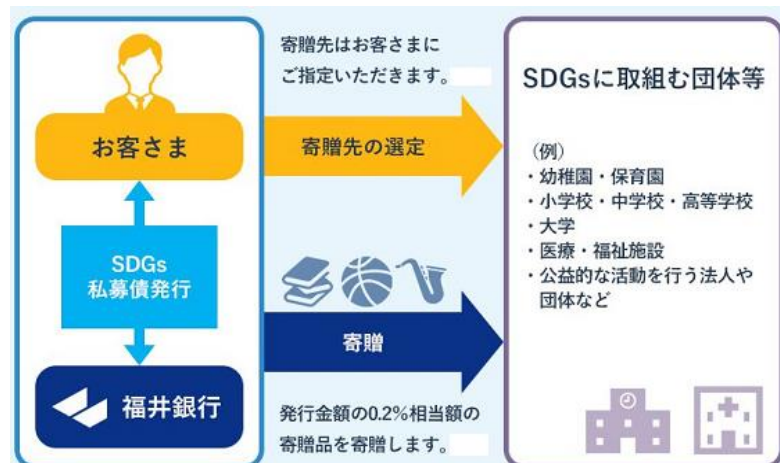 お客さま
SDGs
私募債発行
福井銀行
寄贈先はお客さまに
ご指定いただきます。
寄贈先の選定
寄贈
発行金額の0.2%相当額の
寄贈品を寄贈します。
SDGsに取組む団体等
（例）
・幼稚園・保育園
・小学校・中学校・高等学校
・大学
・医療・福祉施設
・公益的な活動を行う法人や
団体など